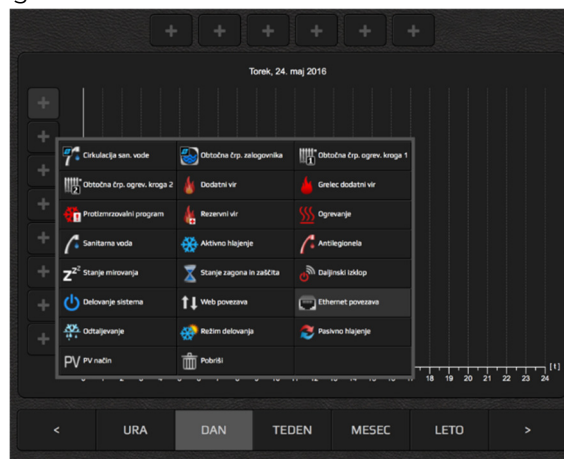 + + + + + +
Torek, 24. maj 2016
Cirkulacija san. vode Obtočna črp. zalogovnika Obtočna črp. ogrev. kroga 1
Obtočna črp. ogrev. kroga 2 Dodatni vir Grelec dodatni vir
Protizmrzovalni program Rezervni vir Ogrevanje
Sanitarna voda Aktivno hlajenje Antilegionela
Stanje mirovanja Stanje zagona in zaščita Daljinski izklop
Delovanje sistema Web povezava Ethernet povezava
Odtaljevanje Režim delovanja Pasivno hlajenje
PV PV način Pobriši
18 19 20 21 22 23 24 [t]
< URA DAN TEDEN MESEC LETO >